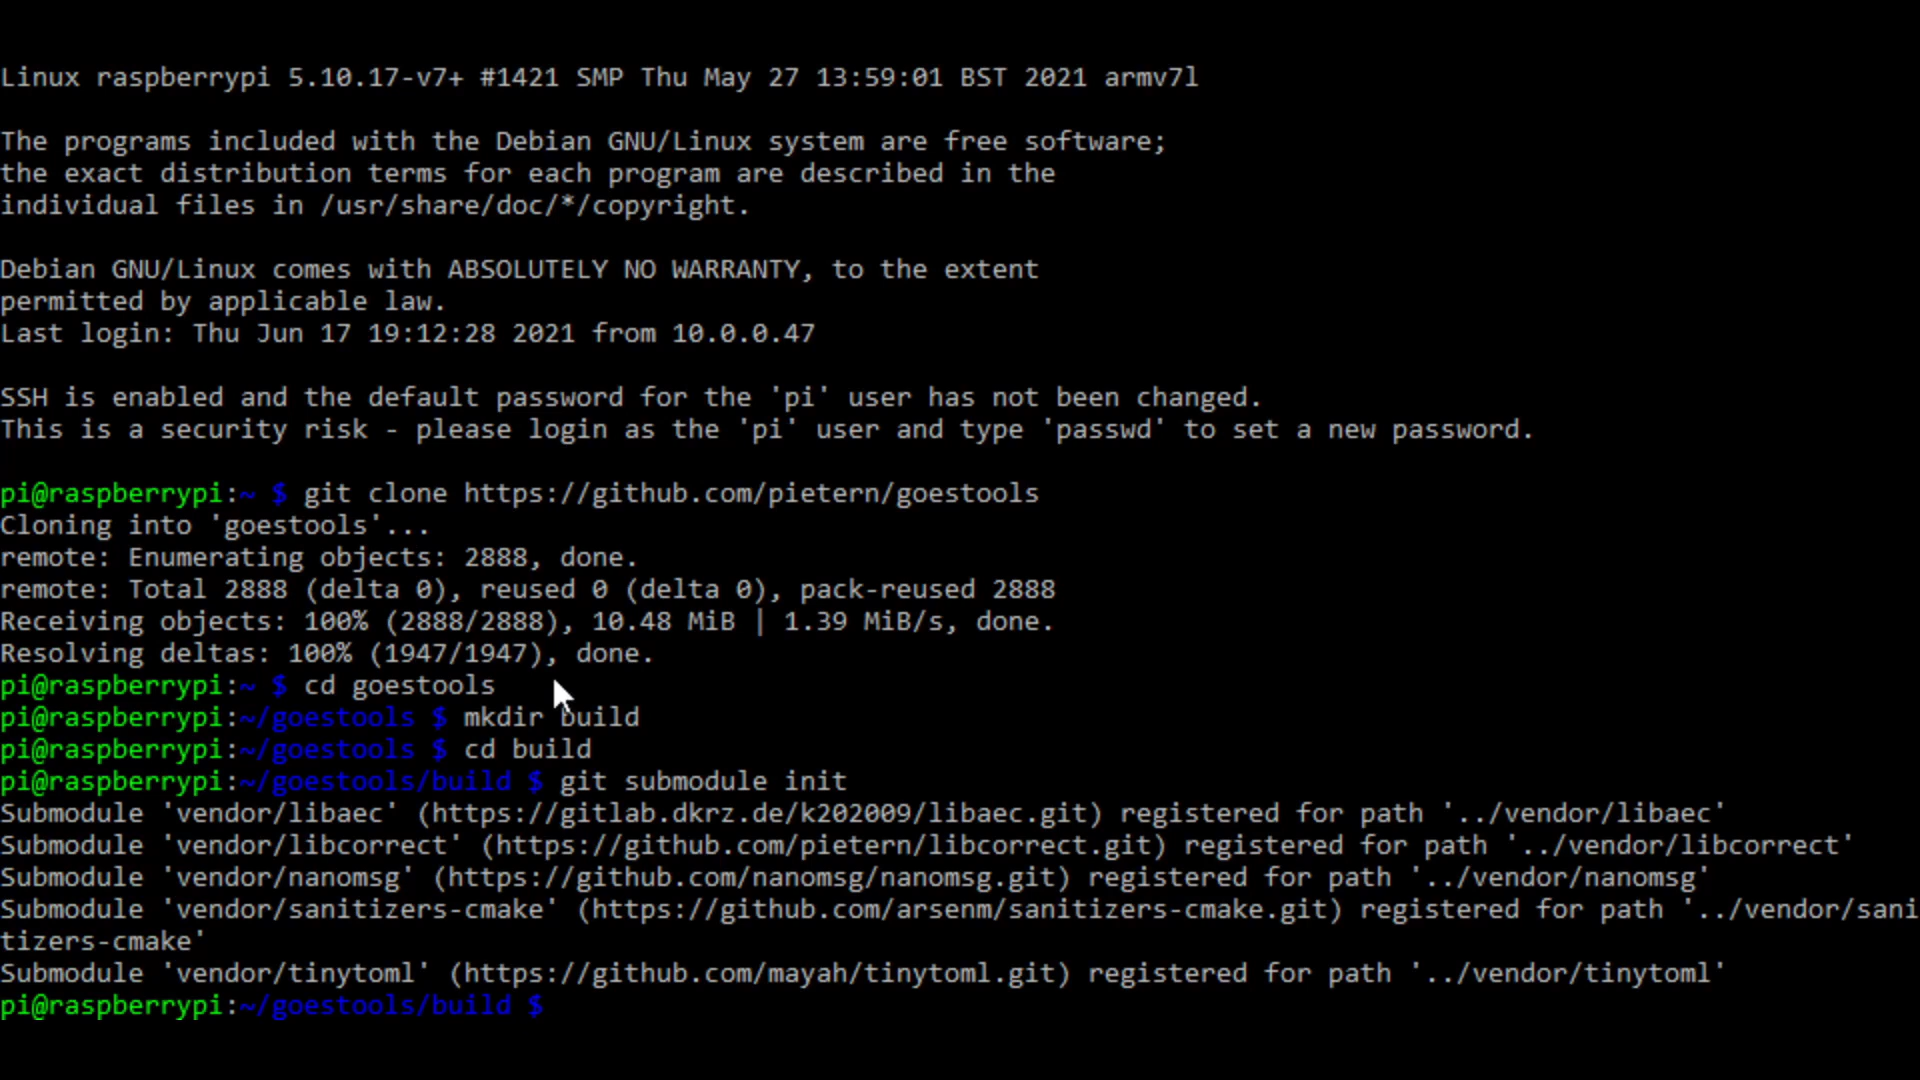 Linux raspberrypi 5.10.17-v7+ #1421 SMP Thu May 27 13:59:01 BST 2021 armv7l
The programs included with the Debian GNU/Linux system are free software;
the exact distribution terms for each program are described in the
individual files in /usr/share/doc/*/copyright.
Debian GNU/Linux comes with ABSOLUTELY NO WARRANTY, to the extent
permitted by applicable law.
Last login: Thu Jun 17 19:12:28 2021 from 10.0.0.47
SSH is enabled and the default password for the 'pi' user has not been changed.
This is a security risk - please login as the 'pi' user and type 'passwd' to set a new password.
pi@raspberrypi:~ $ git clone https://github.com/pietern/goestools
Cloning into 'goestools'...
remote: Enumerating objects: 2888, done.
remote: Total 2888 (delta 0), reused 0 (delta 0), pack-reused 2888
Receiving objects: 100% (2888/2888), 10.48 MiB | 1.39 MiB/s, done.
Resolving deltas: 100% (1947/1947), done.
pi@raspberrypi:~ $ cd goestools
pi@raspberrypi:~/goestools $ mkdir build
pi@raspberrypi:~/goestools $ cd build
pi@raspberrypi:~/goestools/build $ git submodule init
Submodule 'vendor/libaec' (https://gitlab.dkrz.de/k202009/libaec.git) registered for path '../vendor/libaec'
Submodule 'vendor/libcorrect' (https://github.com/pietern/libcorrect.git) registered for path '../vendor/libcorrect'
Submodule 'vendor/nanomsg' (https://github.com/nanomsg/nanomsg.git) registered for path '../vendor/nanomsg'
Submodule 'vendor/sanitizers-cmake' (https://github.com/arsenm/sanitizers-cmake.git) registered for path '../vendor/sani
tizers-cmake'
Submodule 'vendor/tinytoml' (https://github.com/mayah/tinytoml.git) registered for path '../vendor/tinytoml'
pi@raspberrypi:~/goestools/build $